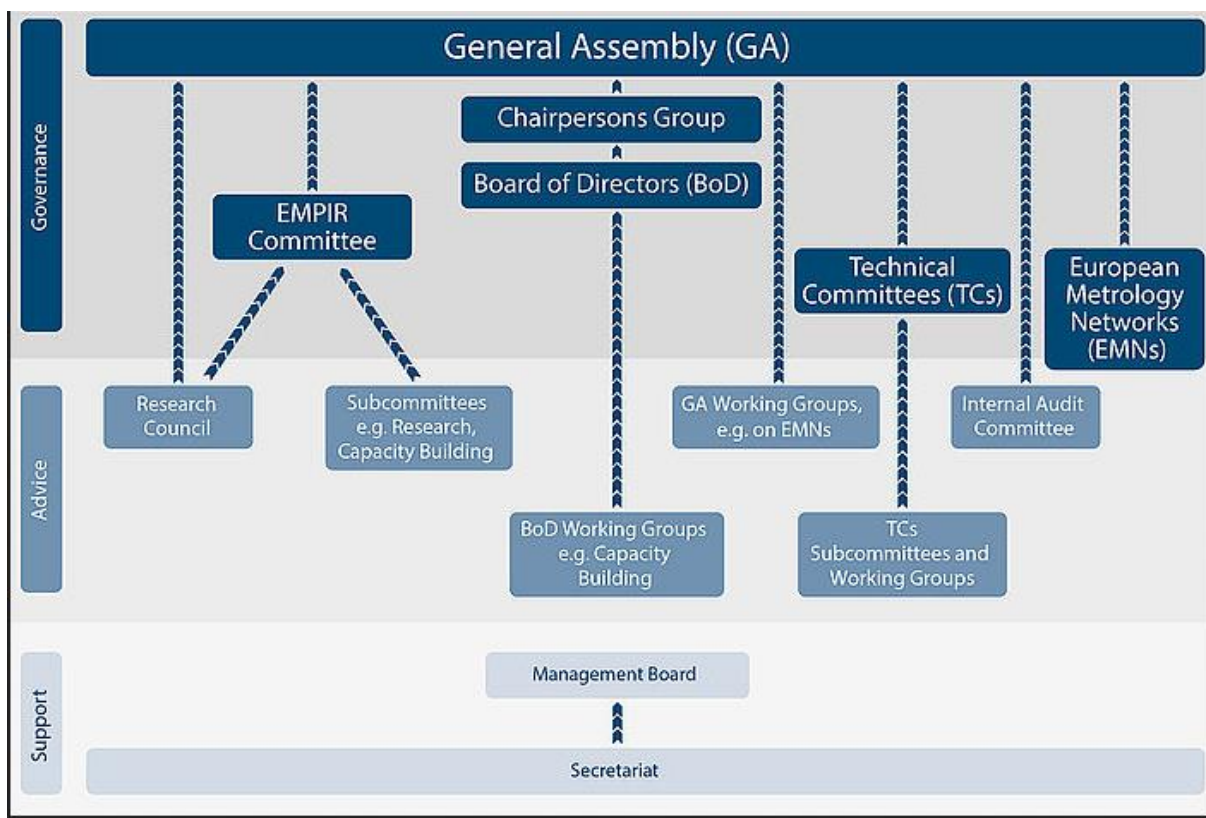 Governance
General Assembly (GA)
Chairpersons Group
Board of Directors (BoD)
EMPIR
Committee
Technical
Committees (TCs)
European
Metrology
Networks
(EMNs)
Advice
Research
Council
Subcommittees
e.g. Research,
Capacity Building
GA Working Groups,
e.g. on EMNs
Internal Audit
Committee
BoD Working Groups
e.g. Capacity
Building
TCs
Subcommittees and
Working Groups
Support
Management Board
Secretariat